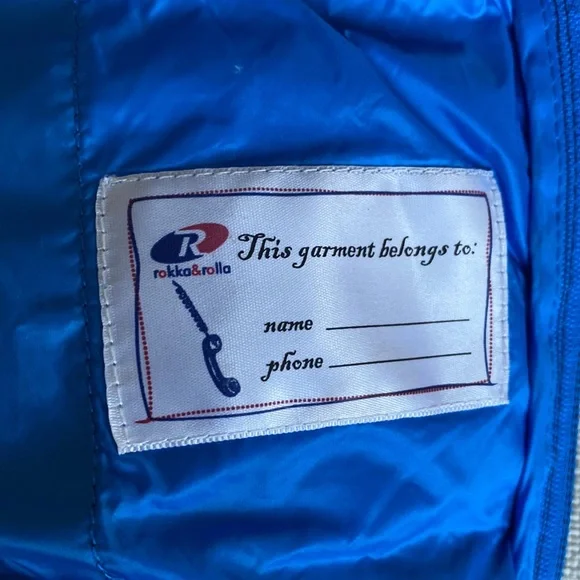 R
rokka&rolla
This garment belongs to:
name
phone